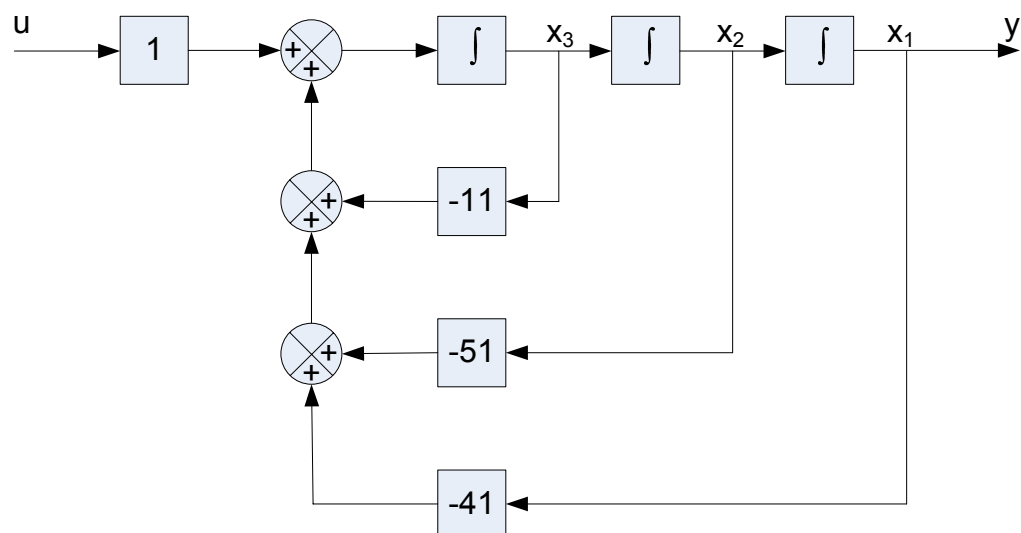 u
1
+
+
∫
x₃
∫
x₂
∫
x₁
y
+
+
-11
+
+
-51
-41